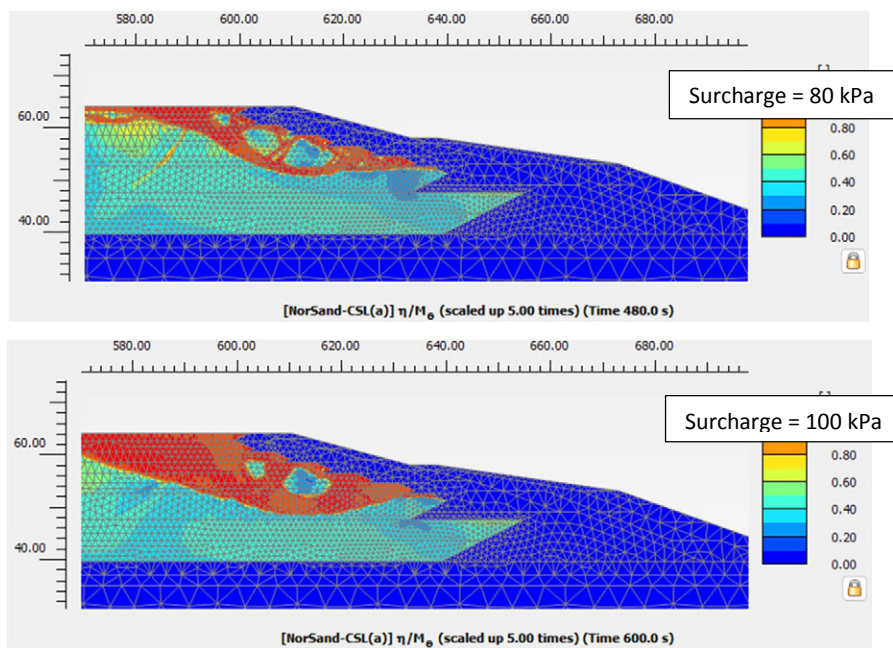 580.00 600.00 620.00 640.00 660.00 680.00
Surcharge = 80 kPa
60.00
40.00
0.80
0.60
0.40
0.20
0.00
[NorSand-CSL(a)] η/M_θ (scaled up 5.00 times) (Time 480.0 s)
580.00 600.00 620.00 640.00 660.00 680.00
Surcharge = 100 kPa
60.00
40.00
0.80
0.60
0.40
0.20
0.00
[NorSand-CSL(a)] η/M_θ (scaled up 5.00 times) (Time 600.0 s)